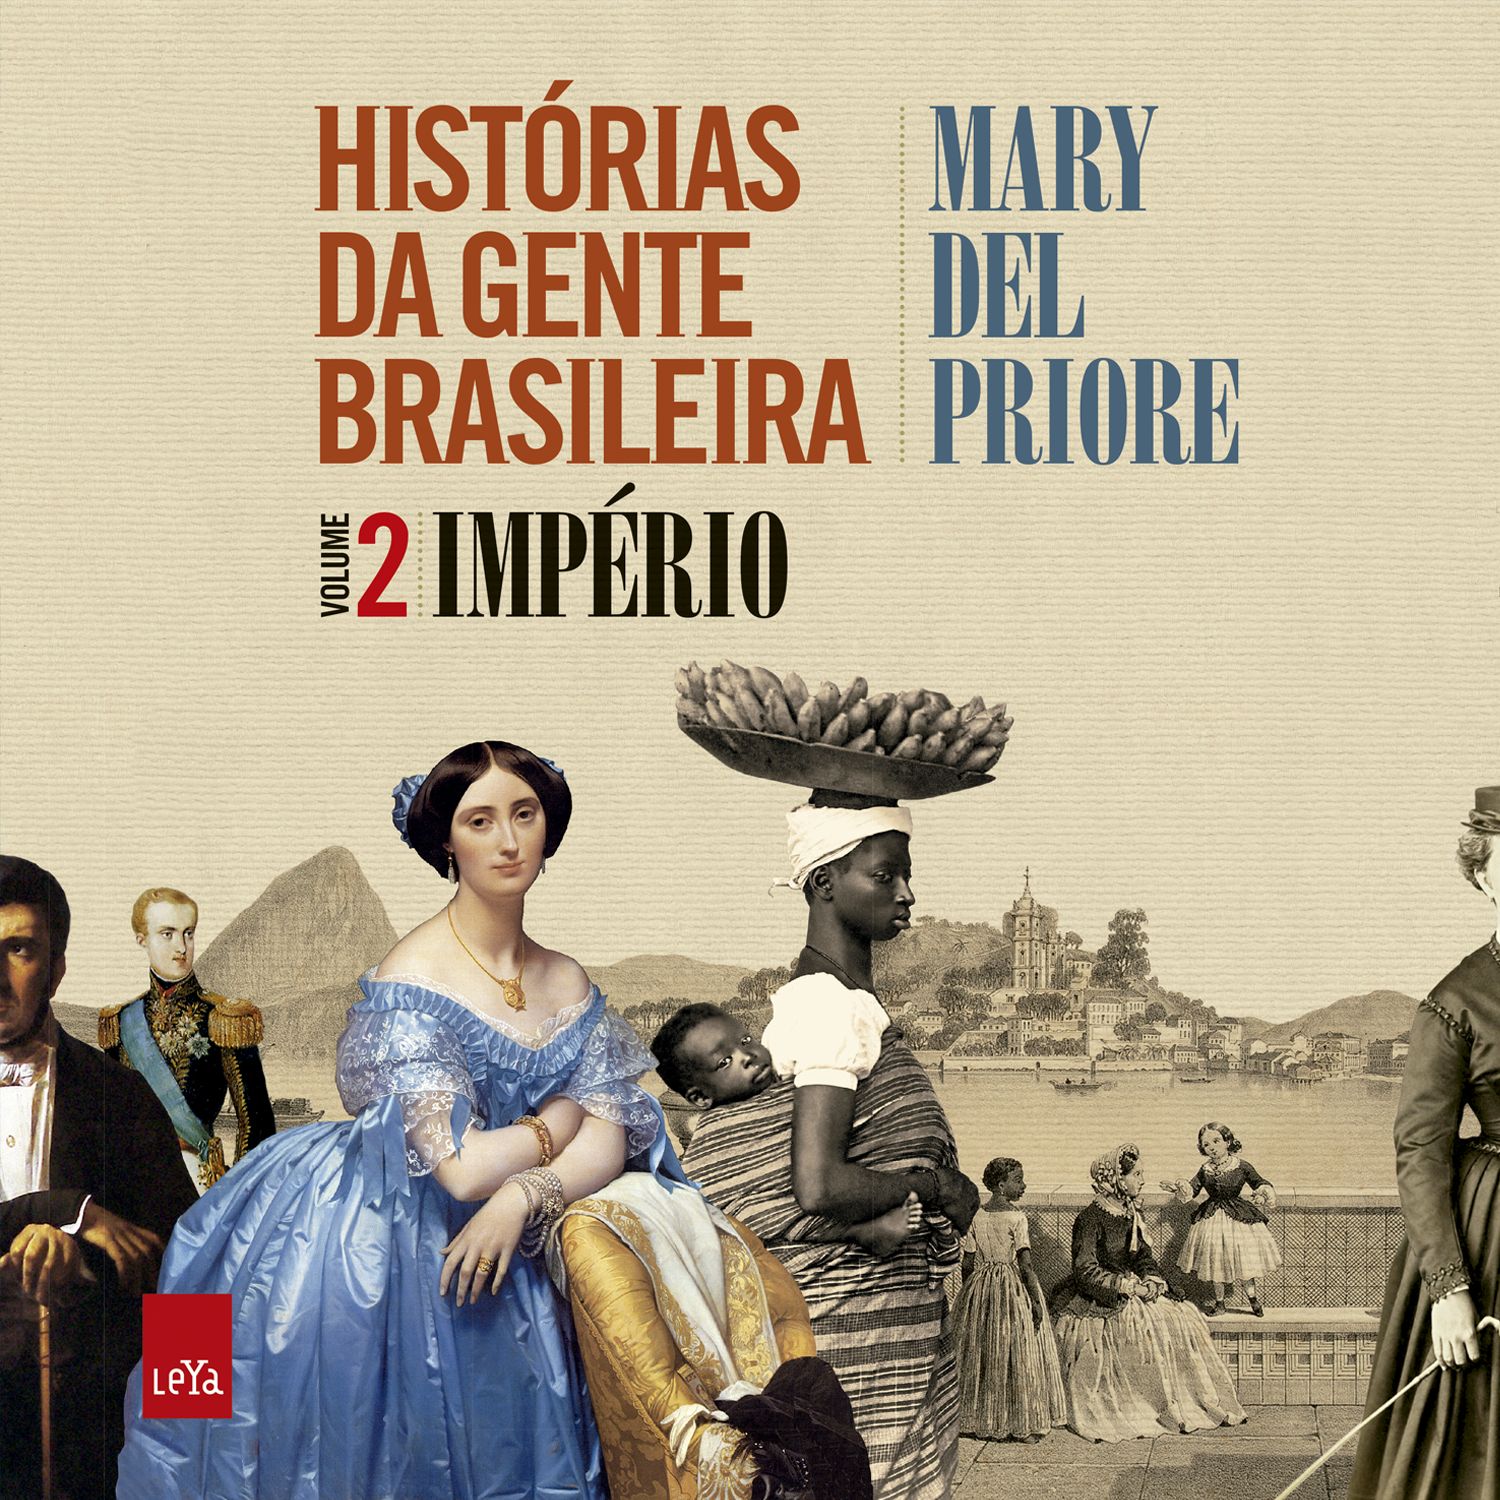 HISTÓRIAS
DA GENTE
BRASILEIRA
MARY
DEL
PRIORE
VOLUME 2 IMPÉRIO
LEYA